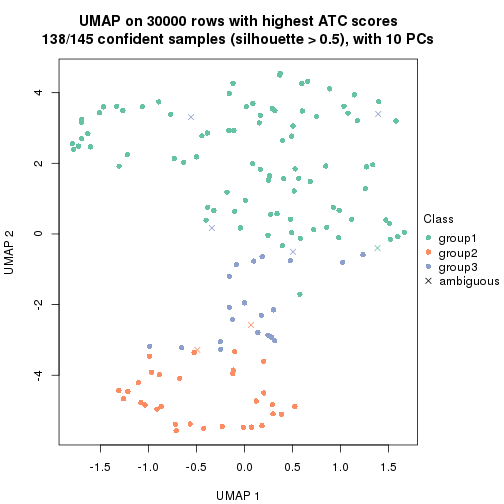 UMAP on 30000 rows with highest ATC scores
138/145 confident samples (silhouette > 0.5), with 10 PCs
4
2
0
-2
-4
UMAP 2
-1.5
-1.0
-0.5
0.0
0.5
1.0
1.5
UMAP 1
Class
group1
group2
group3
ambiguous